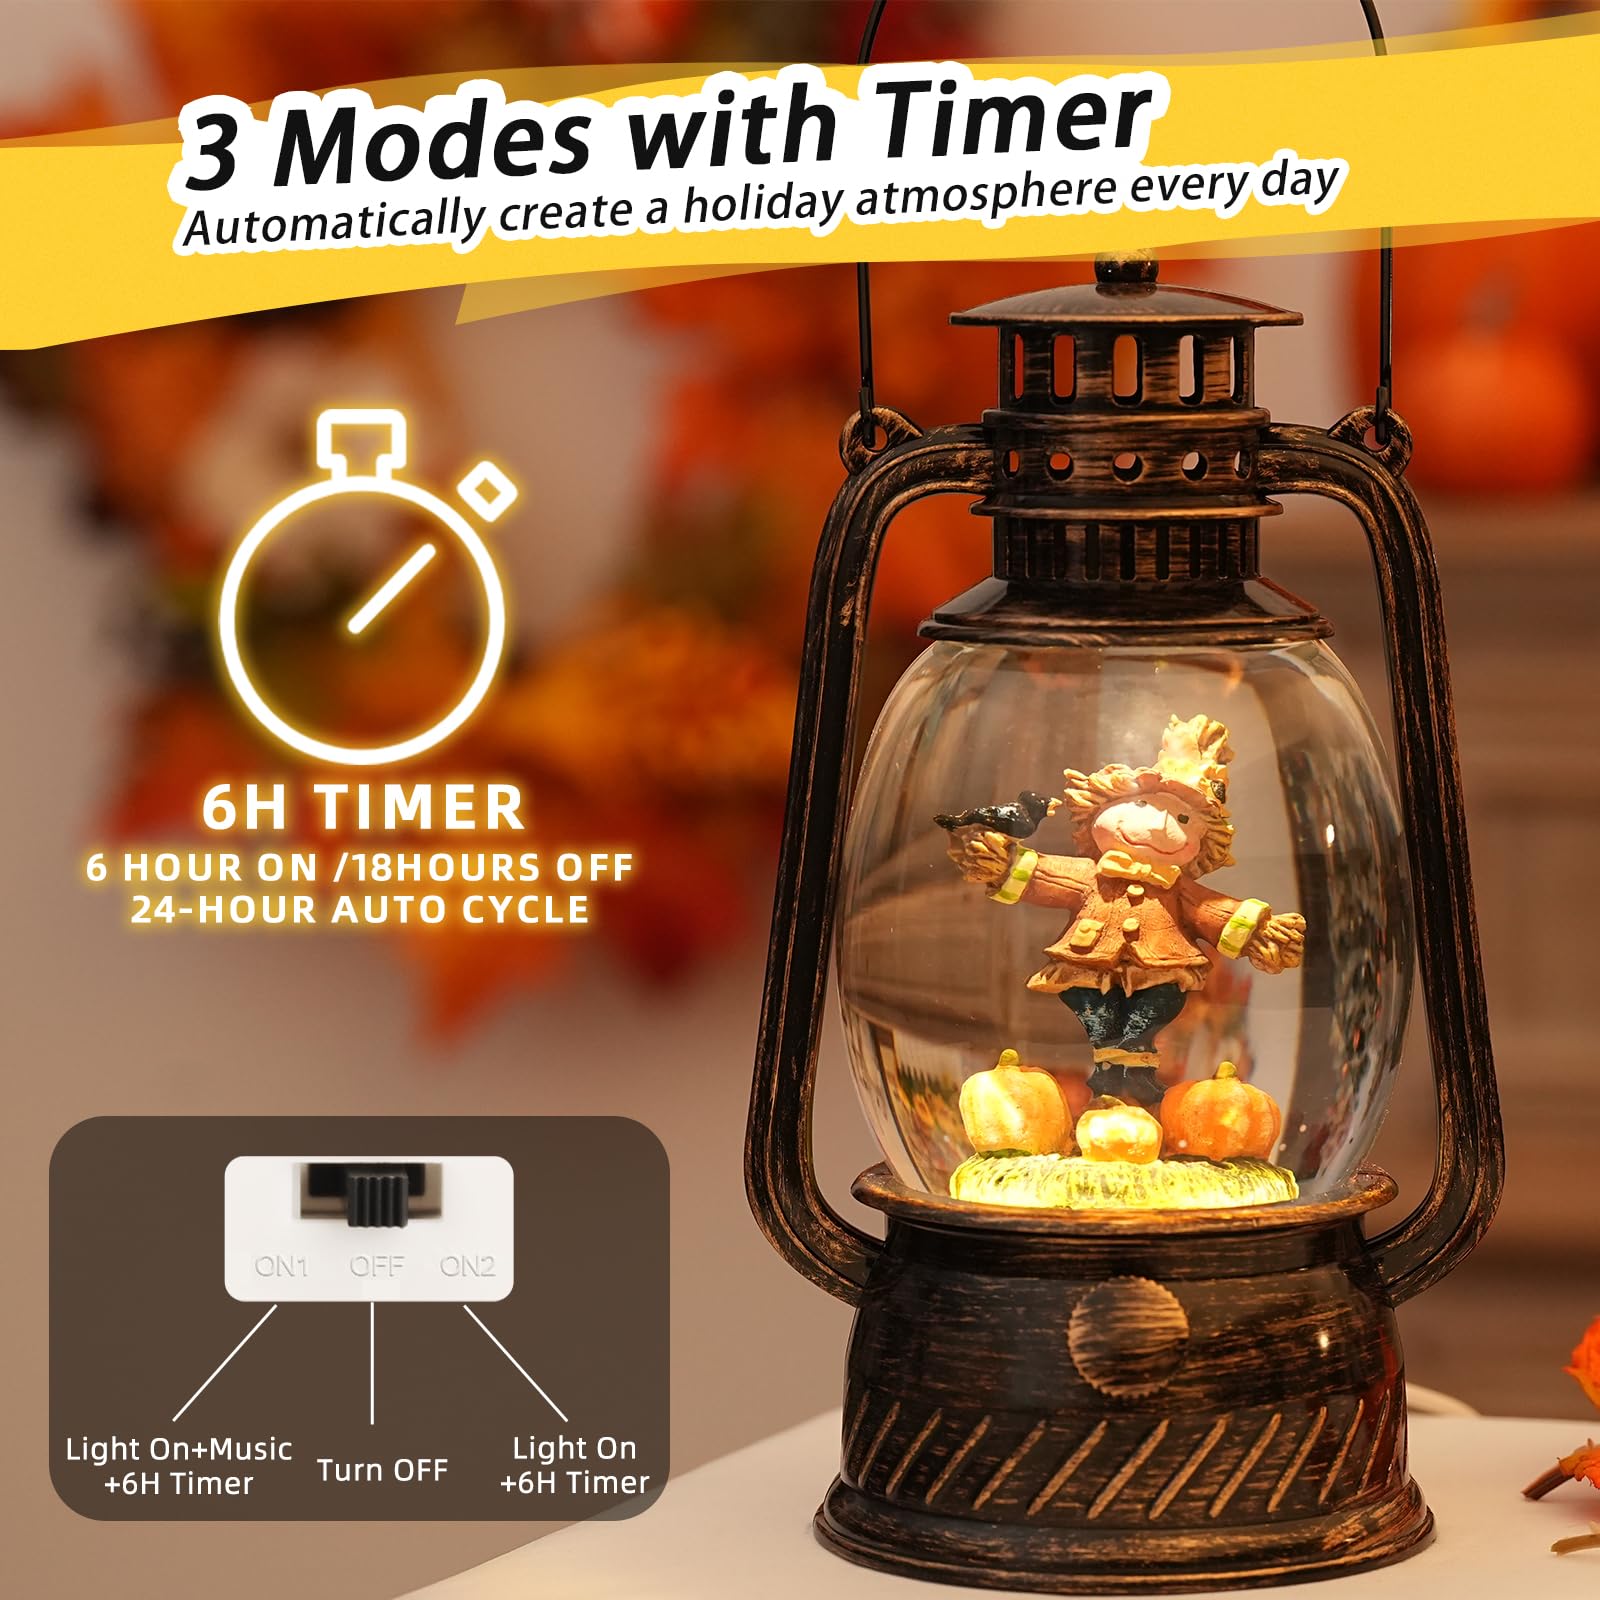 3 Modes with Timer
Automatically create a holiday atmosphere every day
6H TIMER
6 HOUR ON /18HOURS OFF
24-HOUR AUTO CYCLE
ON1 OFF ON2
Light On+Music
+6H Timer
Turn OFF
Light On
+6H Timer